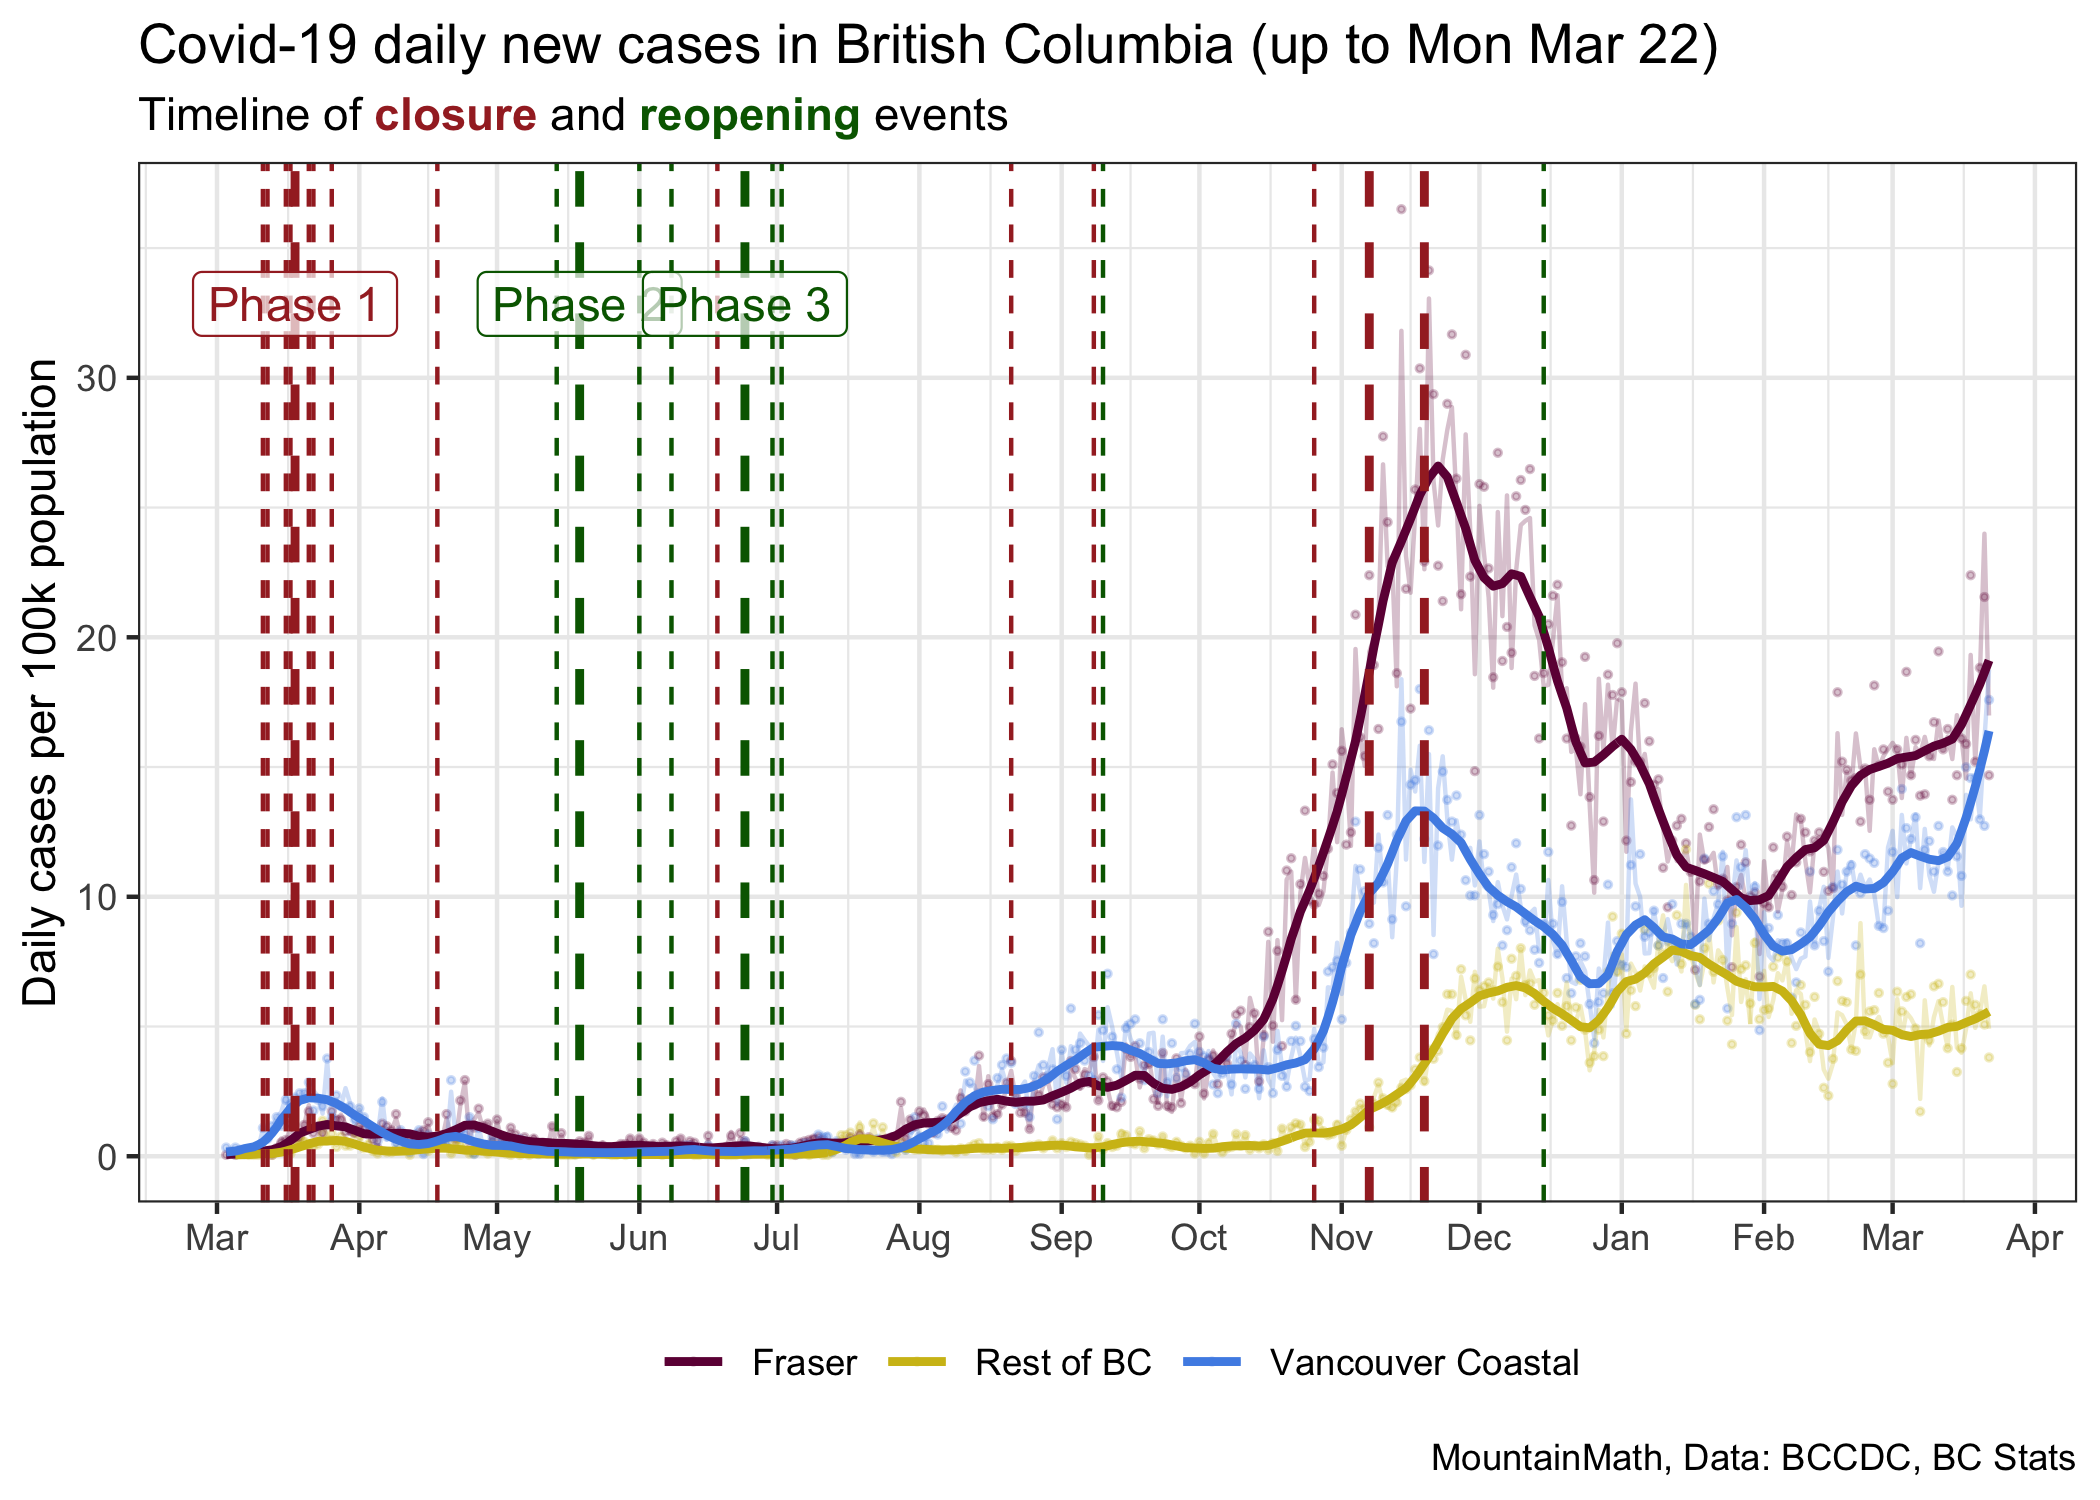 Covid-19 daily new cases in British Columbia (up to Mon Mar 22)
Timeline of closure and reopening events
Phase 1
Phase 2
Phase 3
Daily cases per 100k population
30
20
10
0
Mar Apr May Jun Jul Aug Sep Oct Nov Dec Jan Feb Mar Apr
Fraser Rest of BC Vancouver Coastal
MountainMath, Data: BCCDC, BC Stats